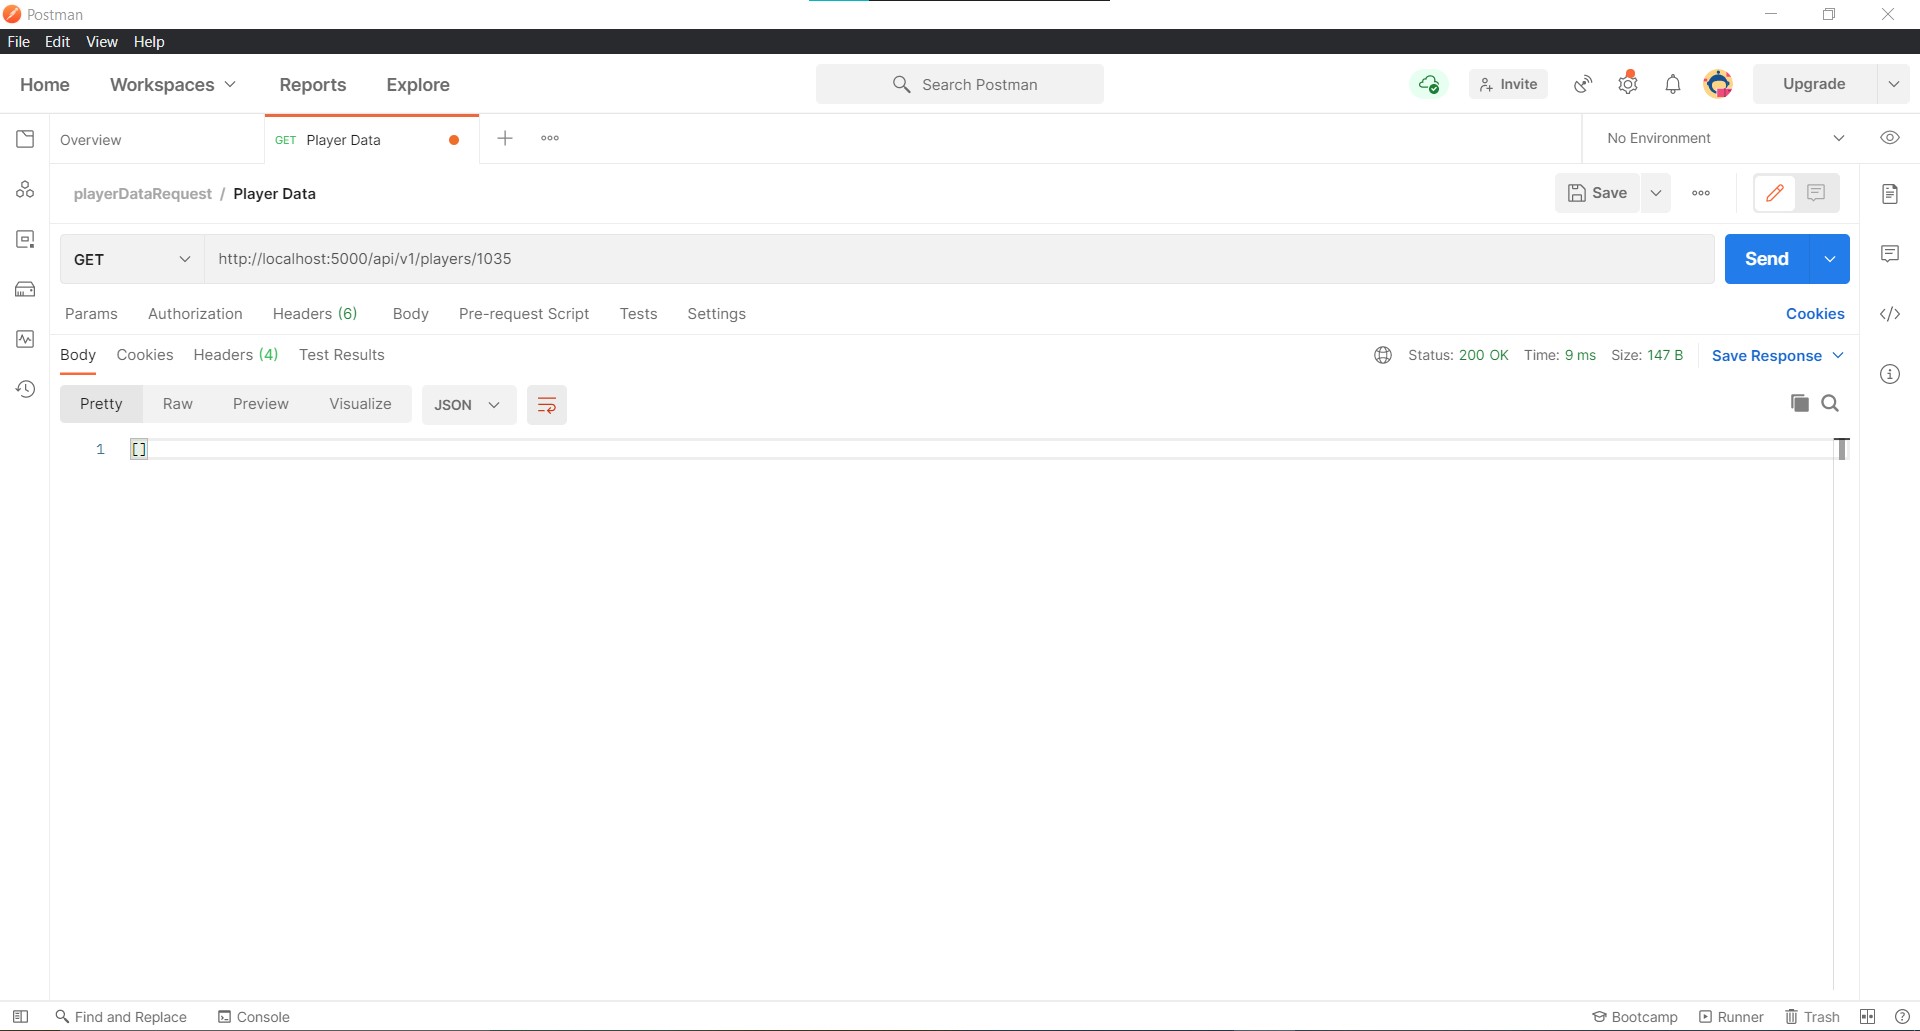 Postman
File Edit View Help
Home Workspaces Reports Explore Search Postman Invite Upgrade
Overview GET Player Data No Environment
playerDataRequest / Player Data Save
GET http://localhost:5000/api/v1/players/1035 Send
Params Authorization Headers (6) Body Pre-request Script Tests Settings Cookies
Body Cookies Headers (4) Test Results Status: 200 OK Time: 9 ms Size: 147 B Save Response
Pretty Raw Preview Visualize JSON
1 []
Find and Replace Console Bootcamp Runner Trash